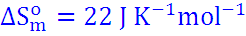 ΔS°ₘ = 22 J K⁻¹mol⁻¹